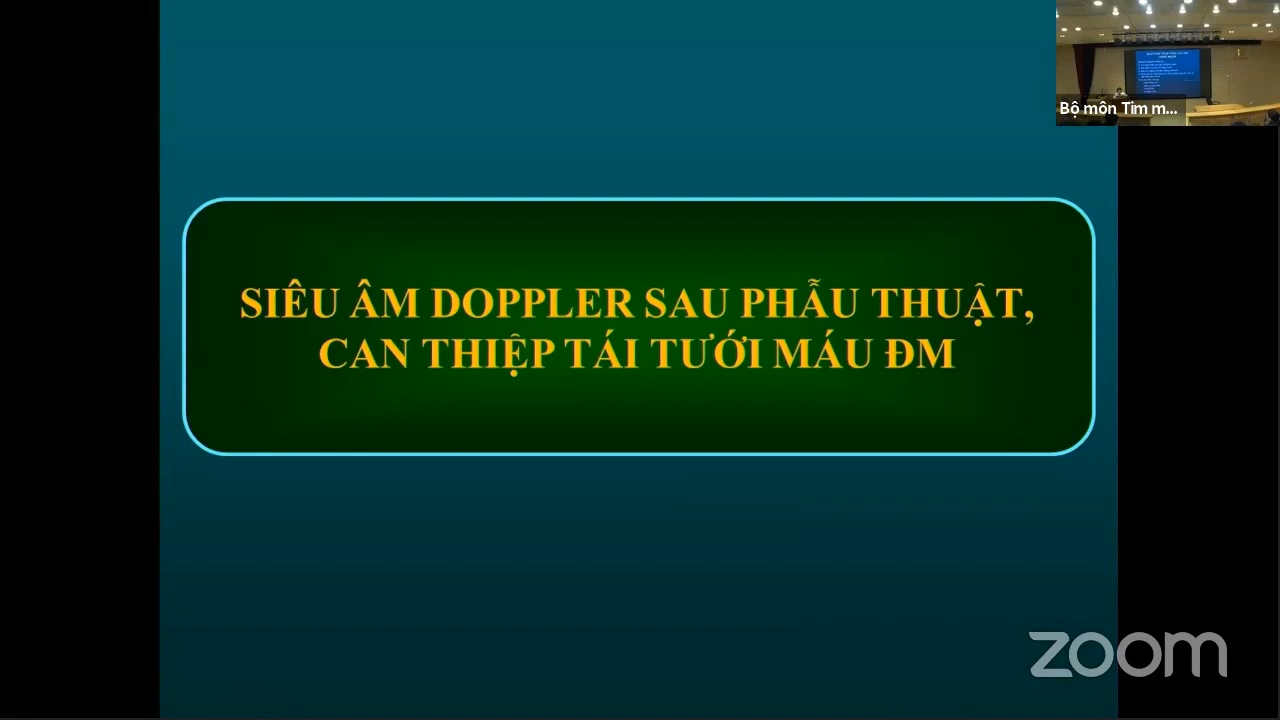 Bộ môn Tim m...
SIÊU ÂM DOPPLER SAU PHẪU THUẬT,
CAN THIỆP TÁI TƯỚI MÁU ĐM
zoom